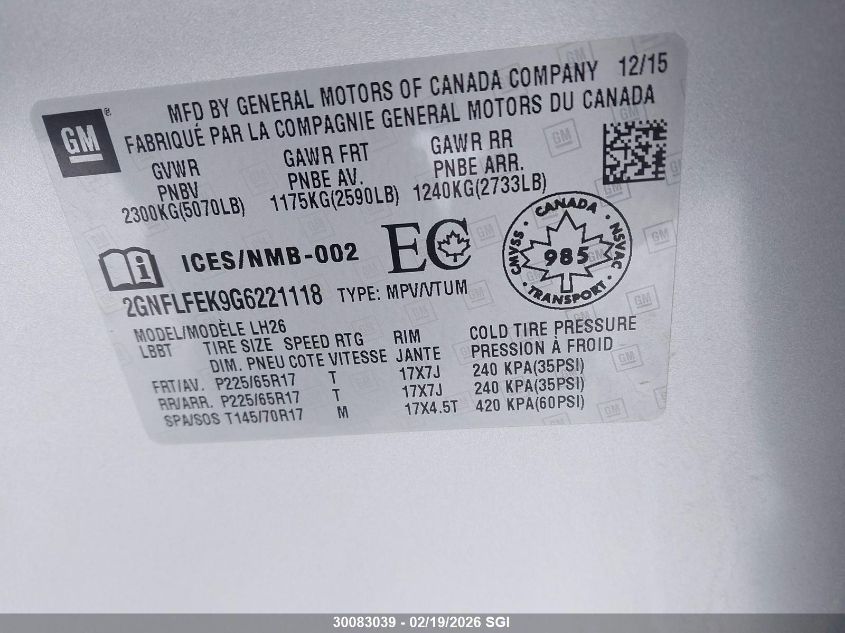 GM®
MFD BY GENERAL MOTORS OF CANADA COMPANY 12/15
FABRIQUÉ PAR LA COMPAGNIE GENERAL MOTORS DU CANADA
GVWR GAWR FRT GAWR RR
PNBV PNBE AV. PNBE ARR.
2300KG(5070LB) 1175KG(2590LB) 1240KG(2733LB)
ICES/NMB-002 EC
CANADA
CMVSS 985 NSVAC
TRANSPORT
2GNFLFEK9G6221118 TYPE: MPV/VTUM
MODEL/MODÈLE LH26
LBBT TIRE SIZE SPEED RTG RIM COLD TIRE PRESSURE
DIM. PNEU COTE VITESSE JANTE PRESSION À FROID
FRT/AV. P225/65R17 T 17X7J 240 KPA(35PSI)
RR/ARR. P225/65R17 T 17X7J 240 KPA(35PSI)
SPA/SOS T145/70R17 M 17X4.5T 420 KPA(60PSI)
30083039 - 02/19/2026 SGI